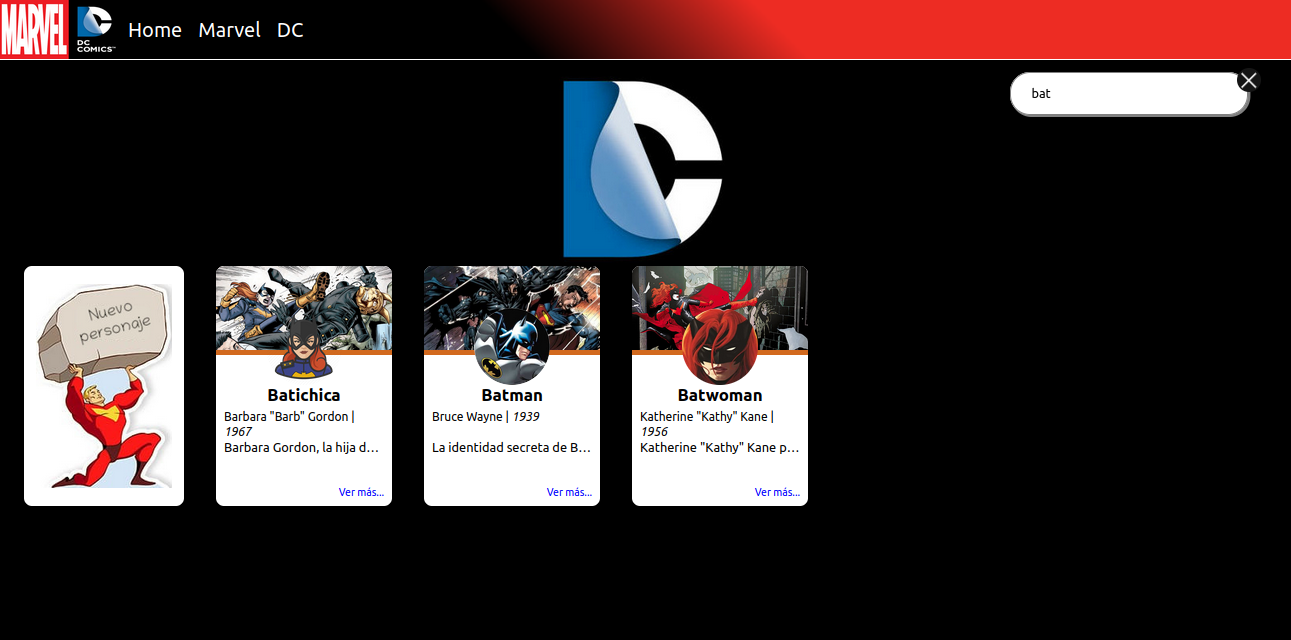 MARVEL
DC
COMICS™
Home Marvel DC
bat
Nuevo
personaje
Batichica
Barbara "Barb" Gordon |
1967
Barbara Gordon, la hija d...
Ver más...
Batman
Bruce Wayne | 1939
La identidad secreta de B...
Ver más...
Batwoman
Katherine "Kathy" Kane |
1956
Katherine "Kathy" Kane p...
Ver más...